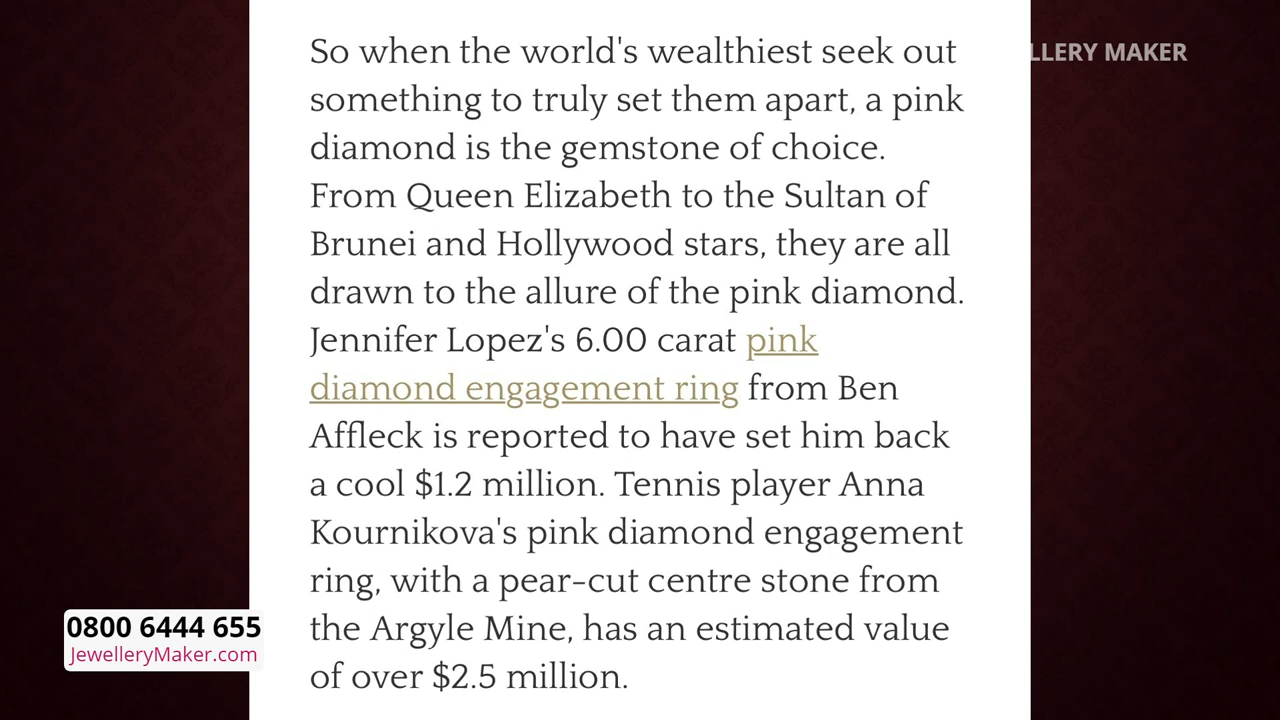 So when the world's wealthiest seek out
something to truly set them apart, a pink
diamond is the gemstone of choice.
From Queen Elizabeth to the Sultan of
Brunei and Hollywood stars, they are all
drawn to the allure of the pink diamond.
Jennifer Lopez's 6.00 carat pink
diamond engagement ring from Ben
Affleck is reported to have set him back
a cool $1.2 million. Tennis player Anna
Kournikova's pink diamond engagement
ring, with a pear-cut centre stone from
the Argyle Mine, has an estimated value
of over $2.5 million.
LLERY MAKER
0800 6444 655
JewelleryMaker.com